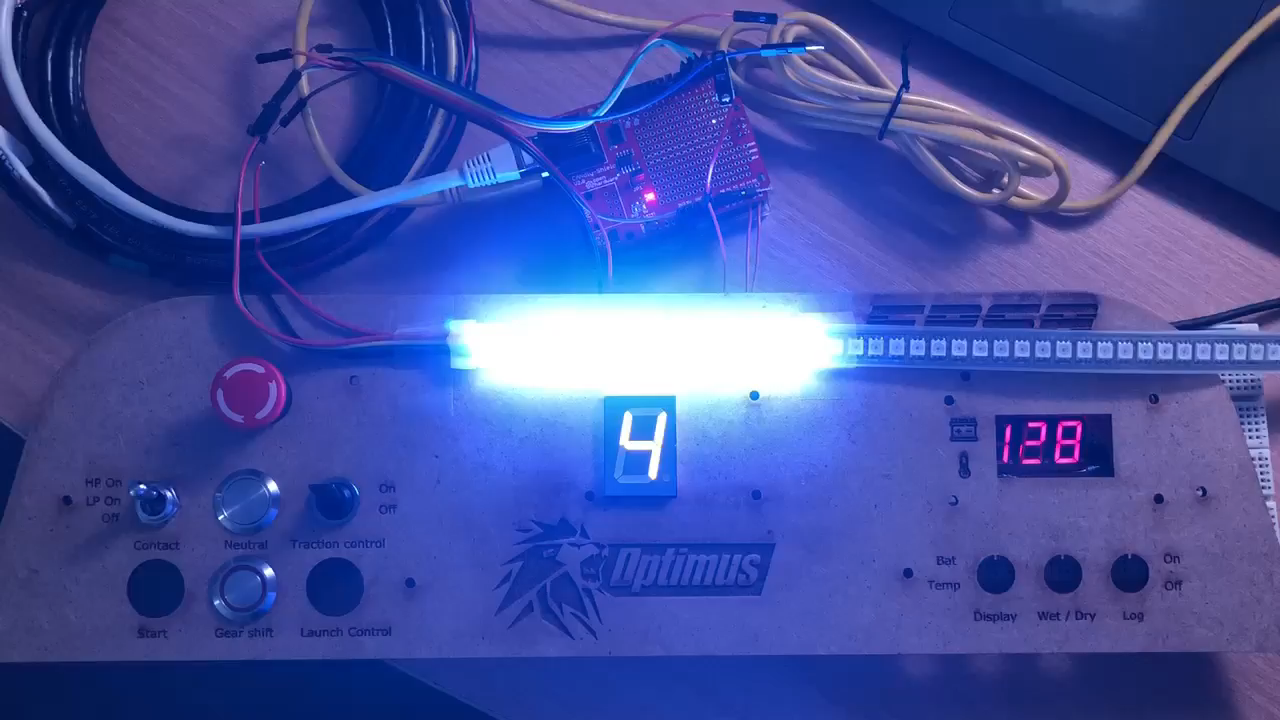 4
128
HP On
LP On
Off
On
Off
Contact
Neutral
Traction control
Optimus
Bat
Temp
On
Off
Start
Gear shift
Launch Control
Display
Wet / Dry
Log